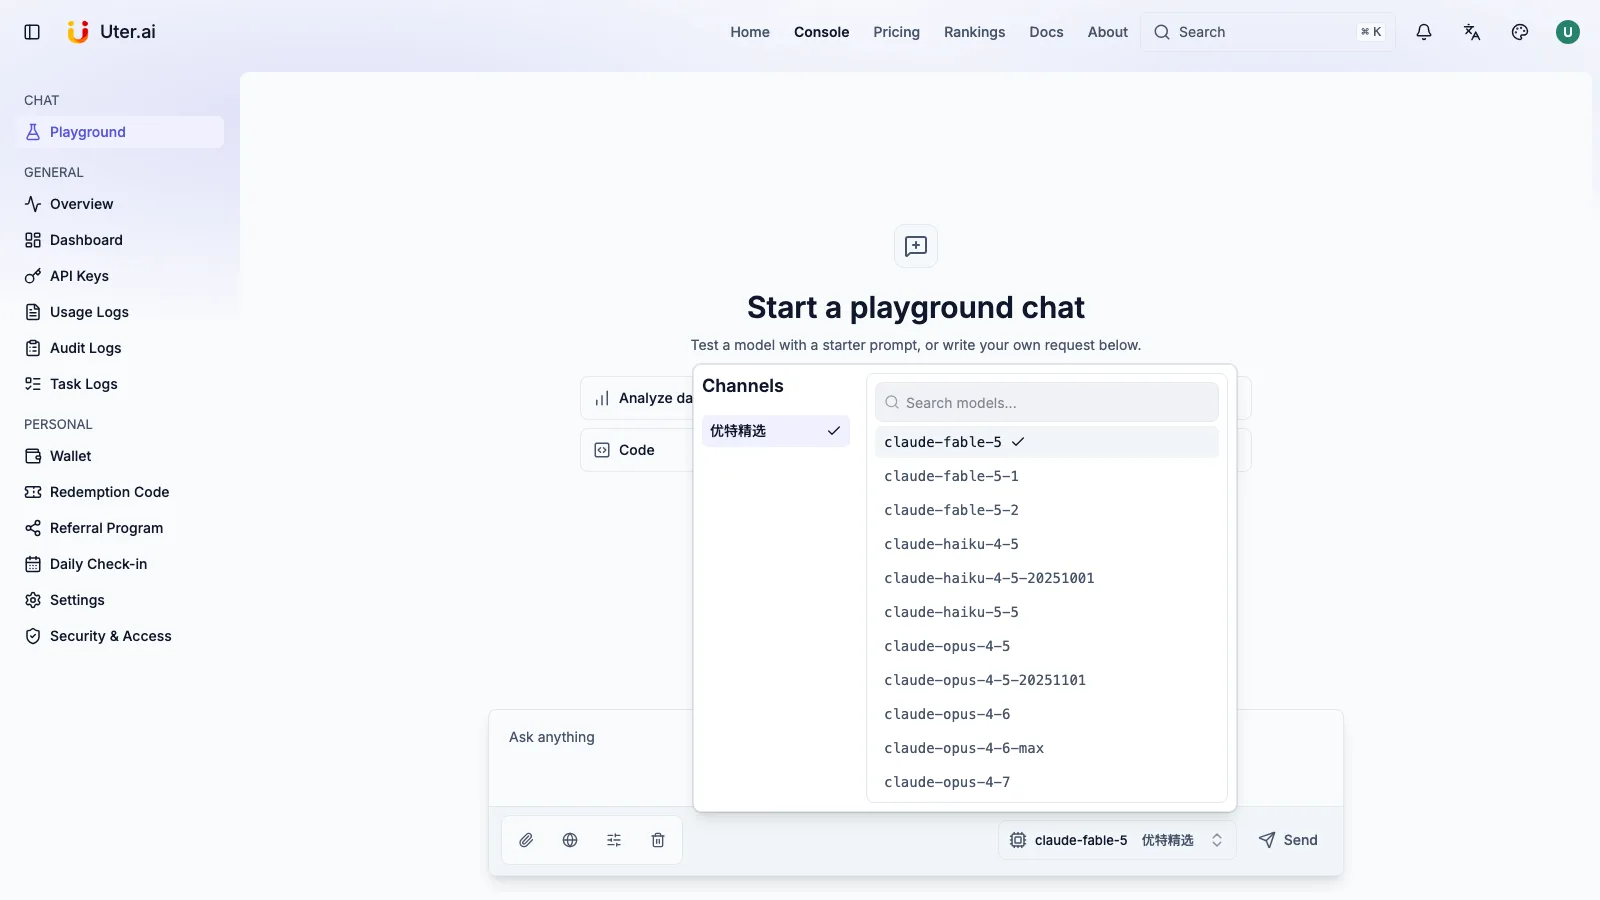 Uter.ai
Home
Console
Pricing
Rankings
Docs
About
Search
⌘ K
U
CHAT
Playground
GENERAL
Overview
Dashboard
API Keys
Usage Logs
Audit Logs
Task Logs
PERSONAL
Wallet
Redemption Code
Referral Program
Daily Check-in
Settings
Security & Access
Start a playground chat
Test a model with a starter prompt, or write your own request below.
Analyze da
Code
Channels
优特精选
Search models...
claude-fable-5
claude-fable-5-1
claude-fable-5-2
claude-haiku-4-5
claude-haiku-4-5-20251001
claude-haiku-5-5
claude-opus-4-5
claude-opus-4-5-20251101
claude-opus-4-6
claude-opus-4-6-max
claude-opus-4-7
Ask anything
claude-fable-5 优特精选
Send